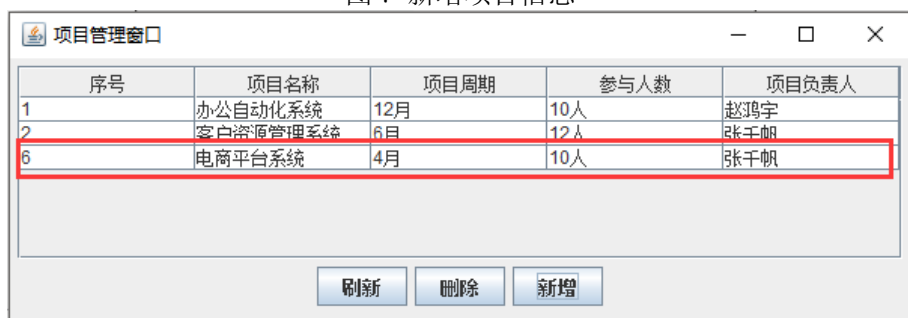 项目管理窗口
序号 项目名称 项目周期 参与人数 项目负责人
1 办公自动化系统 12月 10人 赵鸿宇
2 客户资源管理系统 6月 12人 张千帆
6 电商平台系统 4月 10人 张千帆
刷新 删除 新增